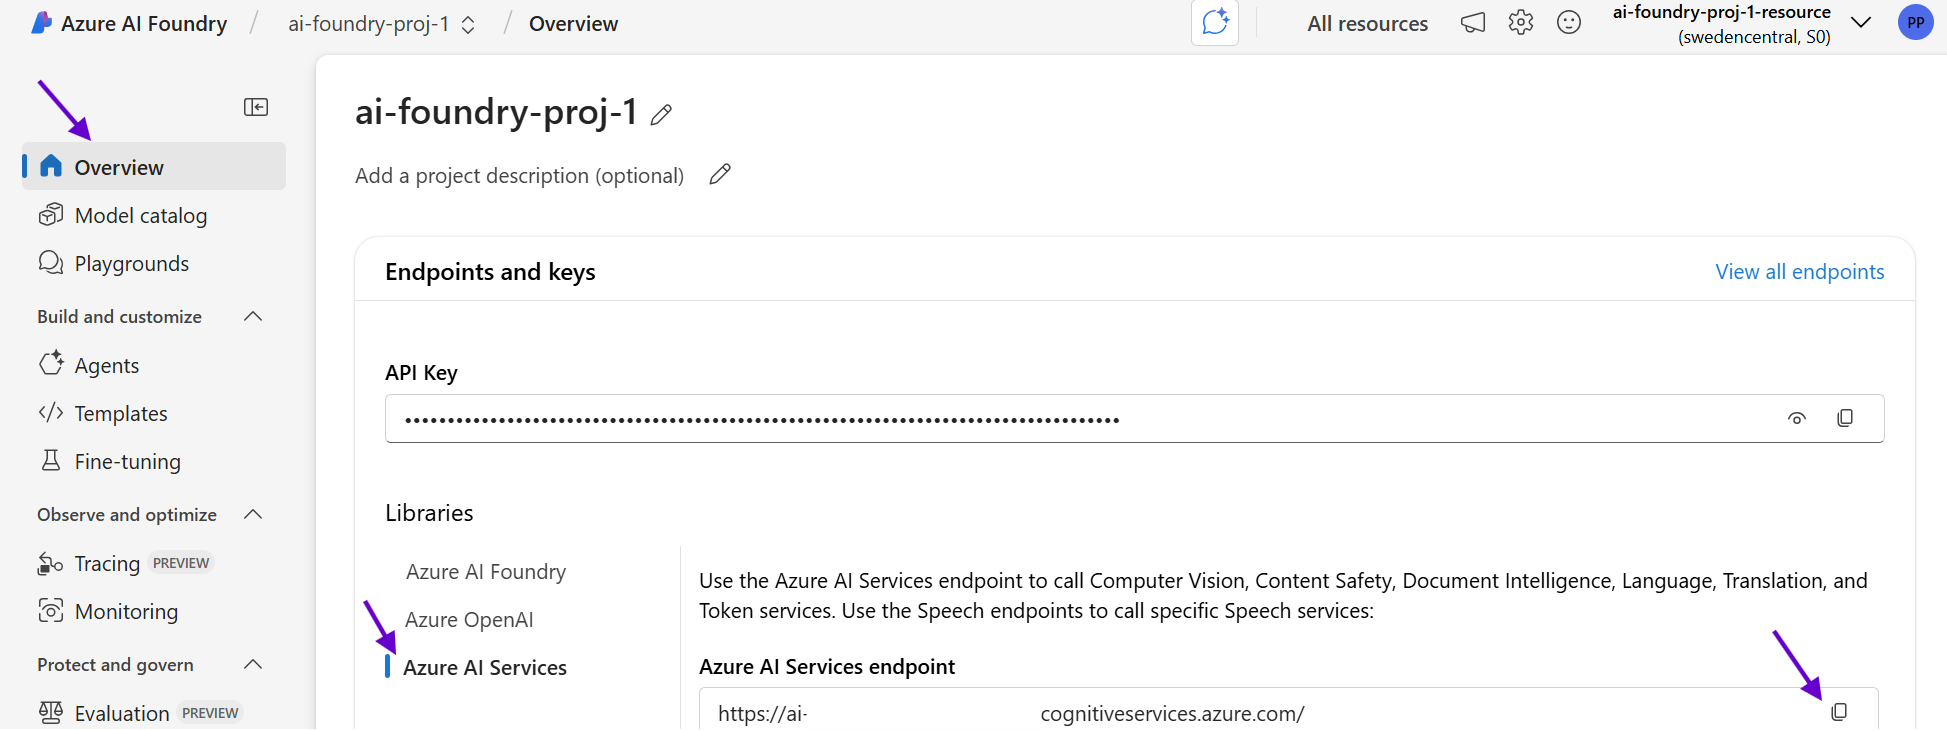 Azure AI Foundry / ai-foundry-proj-1 / Overview
All resources
ai-foundry-proj-1-resource
(swedencentral, S0)
PP
Overview
Model catalog
Playgrounds
Build and customize
Agents
Templates
Fine-tuning
Observe and optimize
Tracing PREVIEW
Monitoring
Protect and govern
Evaluation PREVIEW
ai-foundry-proj-1
Add a project description (optional)
Endpoints and keys
View all endpoints
API Key
Libraries
Azure AI Foundry
Azure OpenAI
Azure AI Services
Use the Azure AI Services endpoint to call Computer Vision, Content Safety, Document Intelligence, Language, Translation, and
Token services. Use the Speech endpoints to call specific Speech services:
Azure AI Services endpoint
https://ai- cognitiveservices.azure.com/